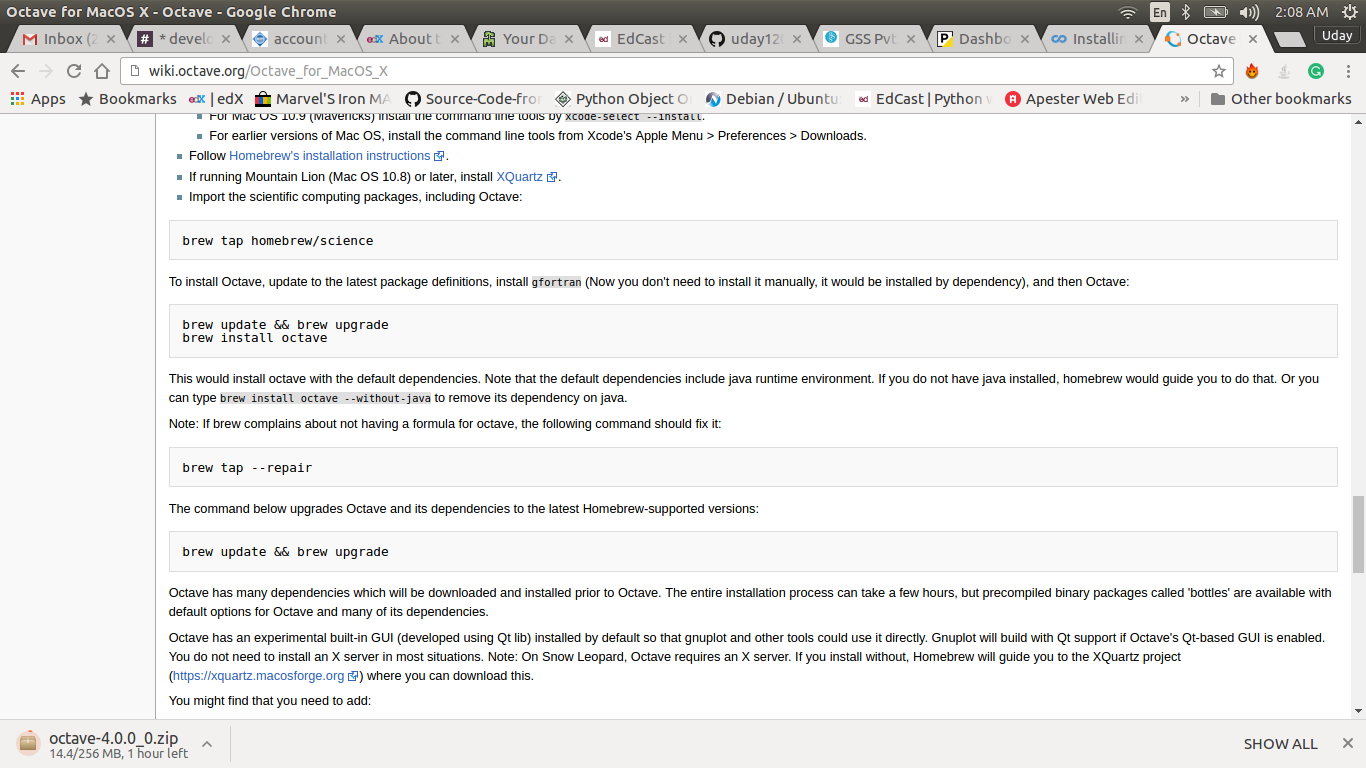 Octave for MacOS X - Octave - Google Chrome
En
2:08 AM
Inbox (2
# * develo
account
edX About t
Your Da
ed EdCast
uday120
GSS Pvt
P Dashbo
Installin
Octave
Uday
wiki.octave.org/Octave_for_MacOS_X
Apps
Bookmarks
edX | edX
Marvel'S Iron MA
Source-Code-fro
Python Object O
Debian / Ubuntu
ed EdCast | Python
Apester Web Edi
»
Other bookmarks
For Mac OS 10.9 (Mavericks) install the command line tools by xcode-select --install.
For earlier versions of Mac OS, install the command line tools from Xcode's Apple Menu > Preferences > Downloads.
Follow Homebrew's installation instructions.
If running Mountain Lion (Mac OS 10.8) or later, install XQuartz.
Import the scientific computing packages, including Octave:
brew tap homebrew/science
To install Octave, update to the latest package definitions, install gfortran (Now you don't need to install it manually, it would be installed by dependency), and then Octave:
brew update && brew upgrade
brew install octave
This would install octave with the default dependencies. Note that the default dependencies include java runtime environment. If you do not have java installed, homebrew would guide you to do that. Or you
can type brew install octave --without-java to remove its dependency on java.
Note: If brew complains about not having a formula for octave, the following command should fix it:
brew tap --repair
The command below upgrades Octave and its dependencies to the latest Homebrew-supported versions:
brew update && brew upgrade
Octave has many dependencies which will be downloaded and installed prior to Octave. The entire installation process can take a few hours, but precompiled binary packages called 'bottles' are available with
default options for Octave and many of its dependencies.
Octave has an experimental built-in GUI (developed using Qt lib) installed by default so that gnuplot and other tools could use it directly. Gnuplot will build with Qt support if Octave's Qt-based GUI is enabled.
You do not need to install an X server in most situations. Note: On Snow Leopard, Octave requires an X server. If you install without, Homebrew will guide you to the XQuartz project
(https://xquartz.macosforge.org) where you can download this.
You might find that you need to add:
octave-4.0.0_0.zip
14.4/256 MB, 1 hour left
SHOW ALL